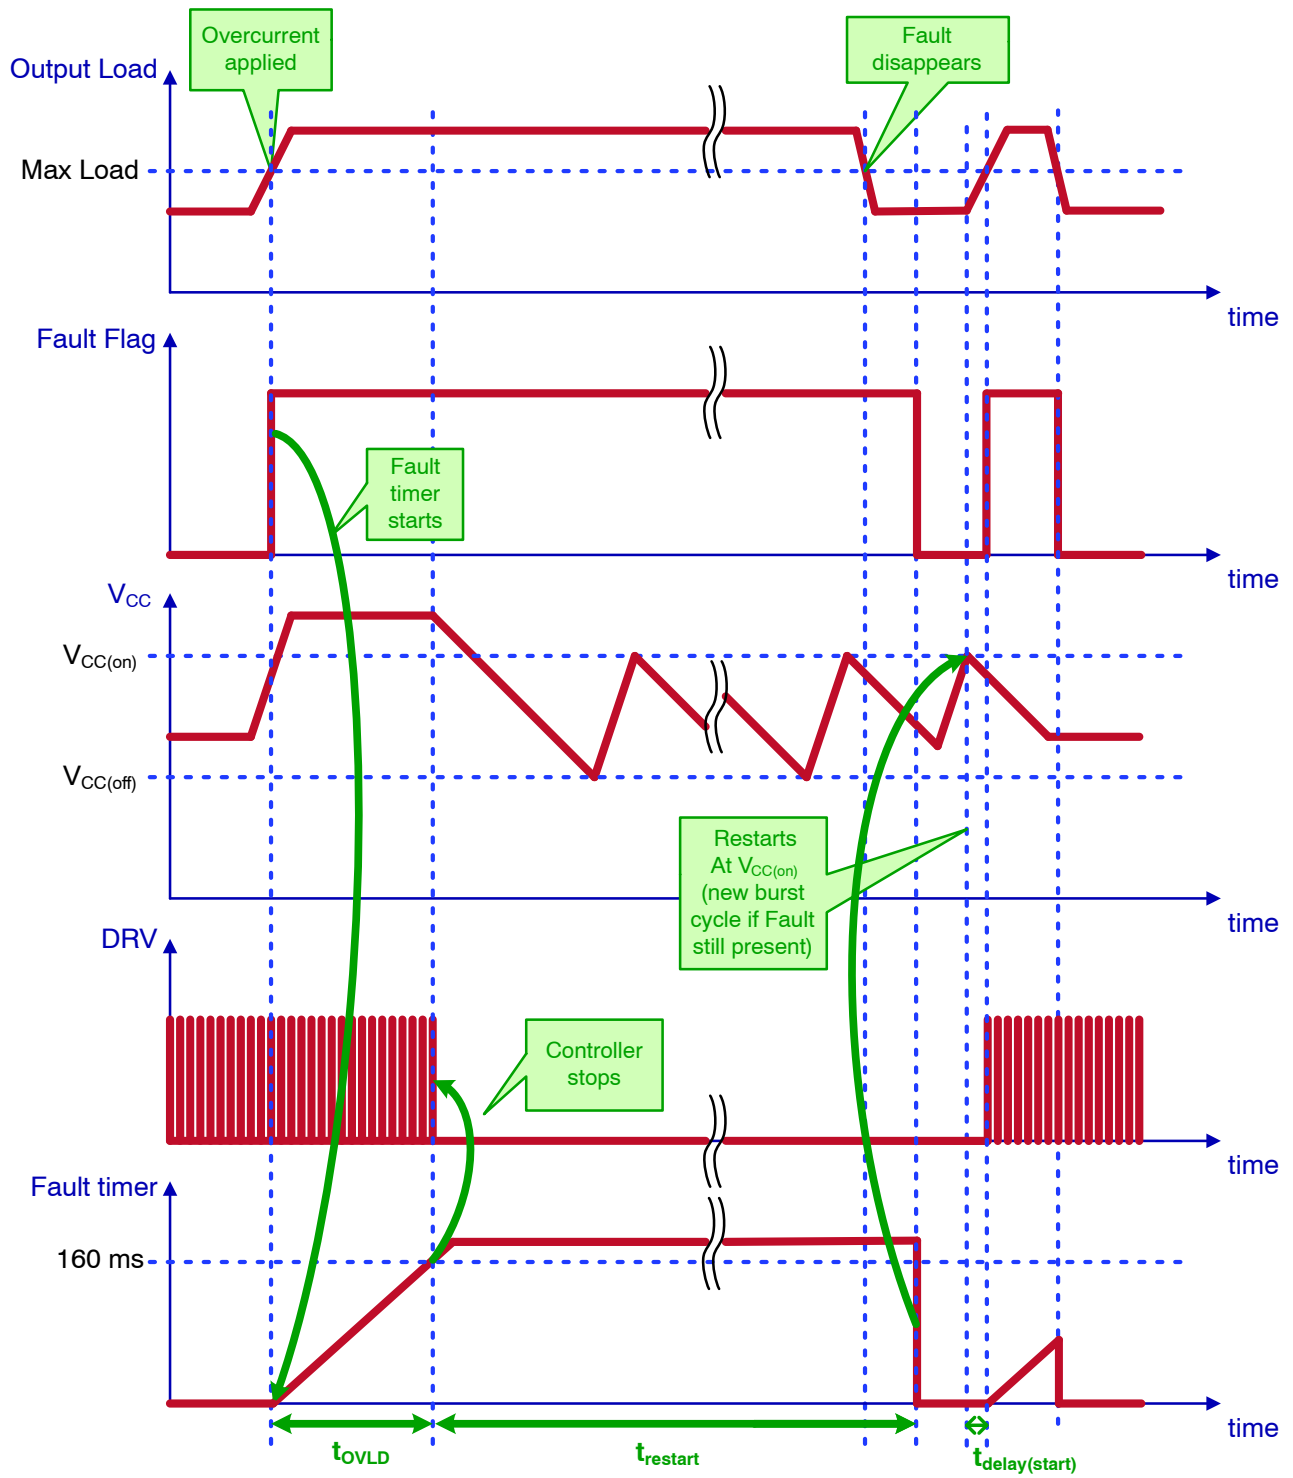 Overcurrent
applied
Fault
disappears
Output Load
Max Load
time
Fault Flag
Fault
timer
starts
time
VCC
VCC(on)
VCC(off)
Restarts
At VCC(on)
(new burst
cycle if Fault
still present)
time
DRV
Controller
stops
time
Fault timer
160 ms
time
tOVLD
trestart
tdelay(start)